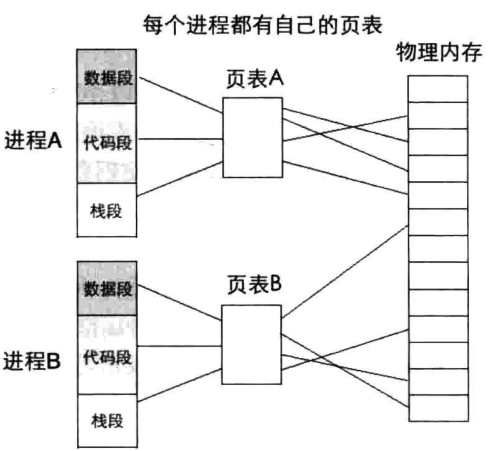 每个进程都有自己的页表
物理内存
数据段
页表A
进程A
代码段
栈段
数据段
页表B
进程B
代码段
栈段